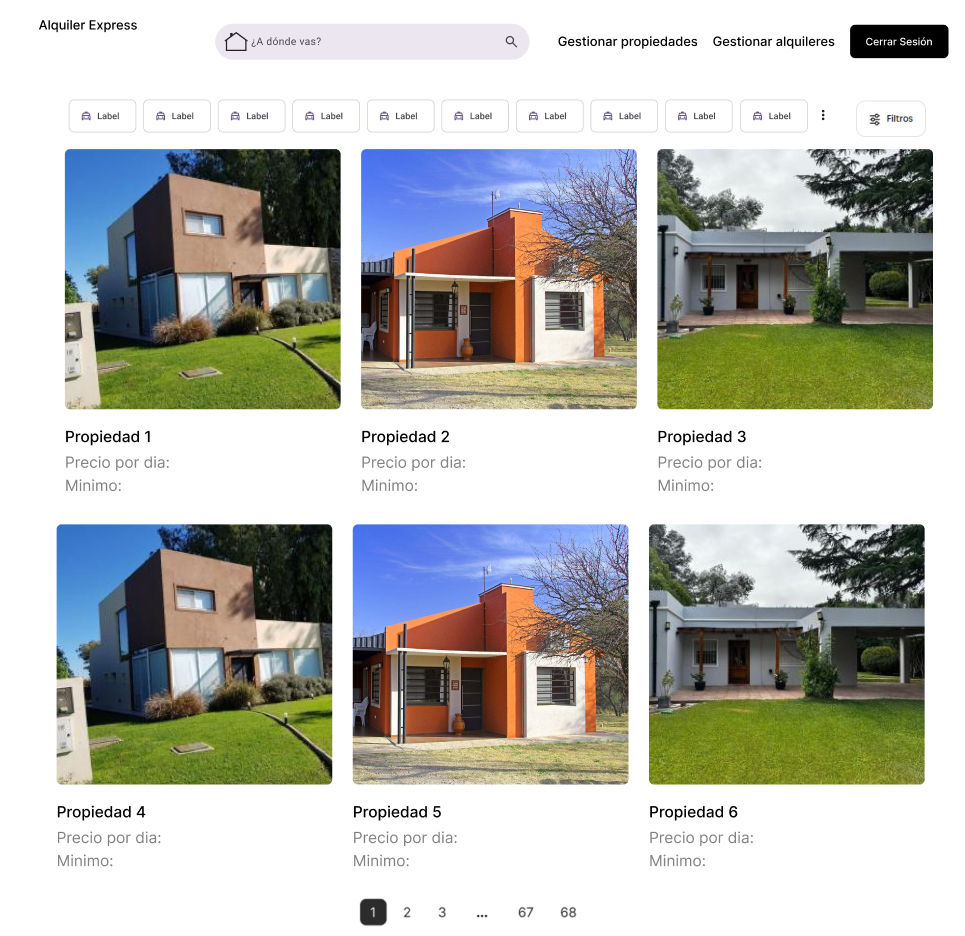 Alquiler Express
¿A dónde vas?
Gestionar propiedades
Gestionar alquileres
Cerrar Sesión
Label
Label
Label
Label
Label
Label
Label
Label
Label
Label
Filtros
Propiedad 1
Precio por dia:
Minimo:
Propiedad 2
Precio por dia:
Minimo:
Propiedad 3
Precio por dia:
Minimo:
Propiedad 4
Precio por dia:
Minimo:
Propiedad 5
Precio por dia:
Minimo:
Propiedad 6
Precio por dia:
Minimo:
1 2 3 ... 67 68